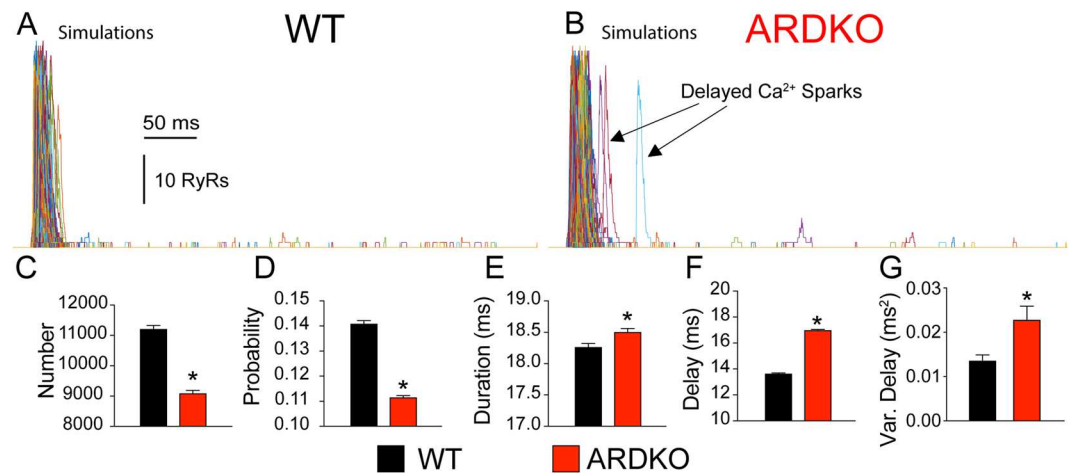 A Simulations WT
50 ms
10 RyRs
B Simulations ARDKO
Delayed Ca²⁺ Sparks
C
Number
12000
11000
10000
9000
8000
*
D
Probability
0.15
0.14
0.13
0.12
0.11
0.10
*
E
Duration (ms)
19.0
18.5
18.0
17.5
17.0
*
F
Delay (ms)
20
18
16
14
12
10
*
G
Var. Delay (ms²)
0.03
0.02
0.01
0.00
*
WT ARDKO